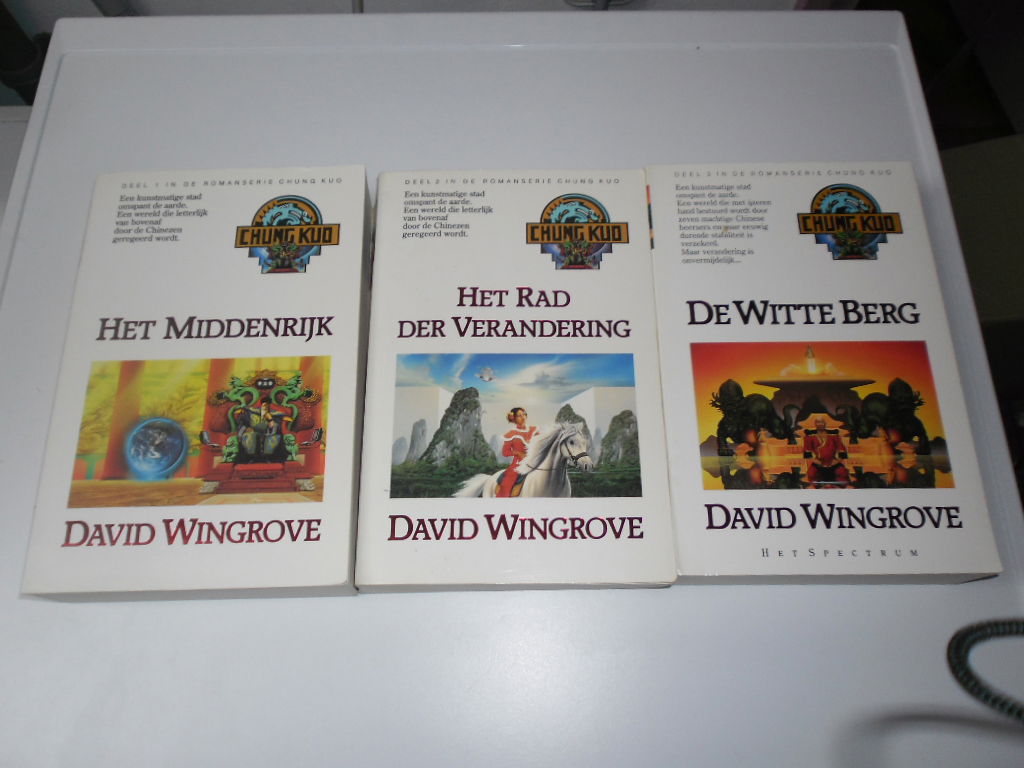 DEEL 1 IN DE ROMANSERIE CHUNG KUO
Een kunstmatige stad
omspant de aarde.
Een wereld die letterlijk
van bovenaf
door de Chinezen
geregeerd wordt.
CHUNG KUO
HET MIDDENRIJK
DAVID WINGROVE
DEEL 2 IN DE ROMANSERIE CHUNG KUO
Een kunstmatige stad
omspant de aarde.
Een wereld die letterlijk
van bovenaf
door de Chinezen
geregeerd wordt.
CHUNG KUO
HET RAD
DER VERANDERING
DAVID WINGROVE
DEEL 3 IN DE ROMANSERIE CHUNG KUO
Een kunstmatige stad
omspant de aarde.
Een wereld die met ijzeren
hand bestuurd wordt door
zeven machtige Chinese
heersers en waar eeuwig
durende stabiliteit is
verzekerd.
Maar verandering is
onvermijdelijk...
CHUNG KUO
DE WITTE BERG
DAVID WINGROVE
HET SPECTRUM